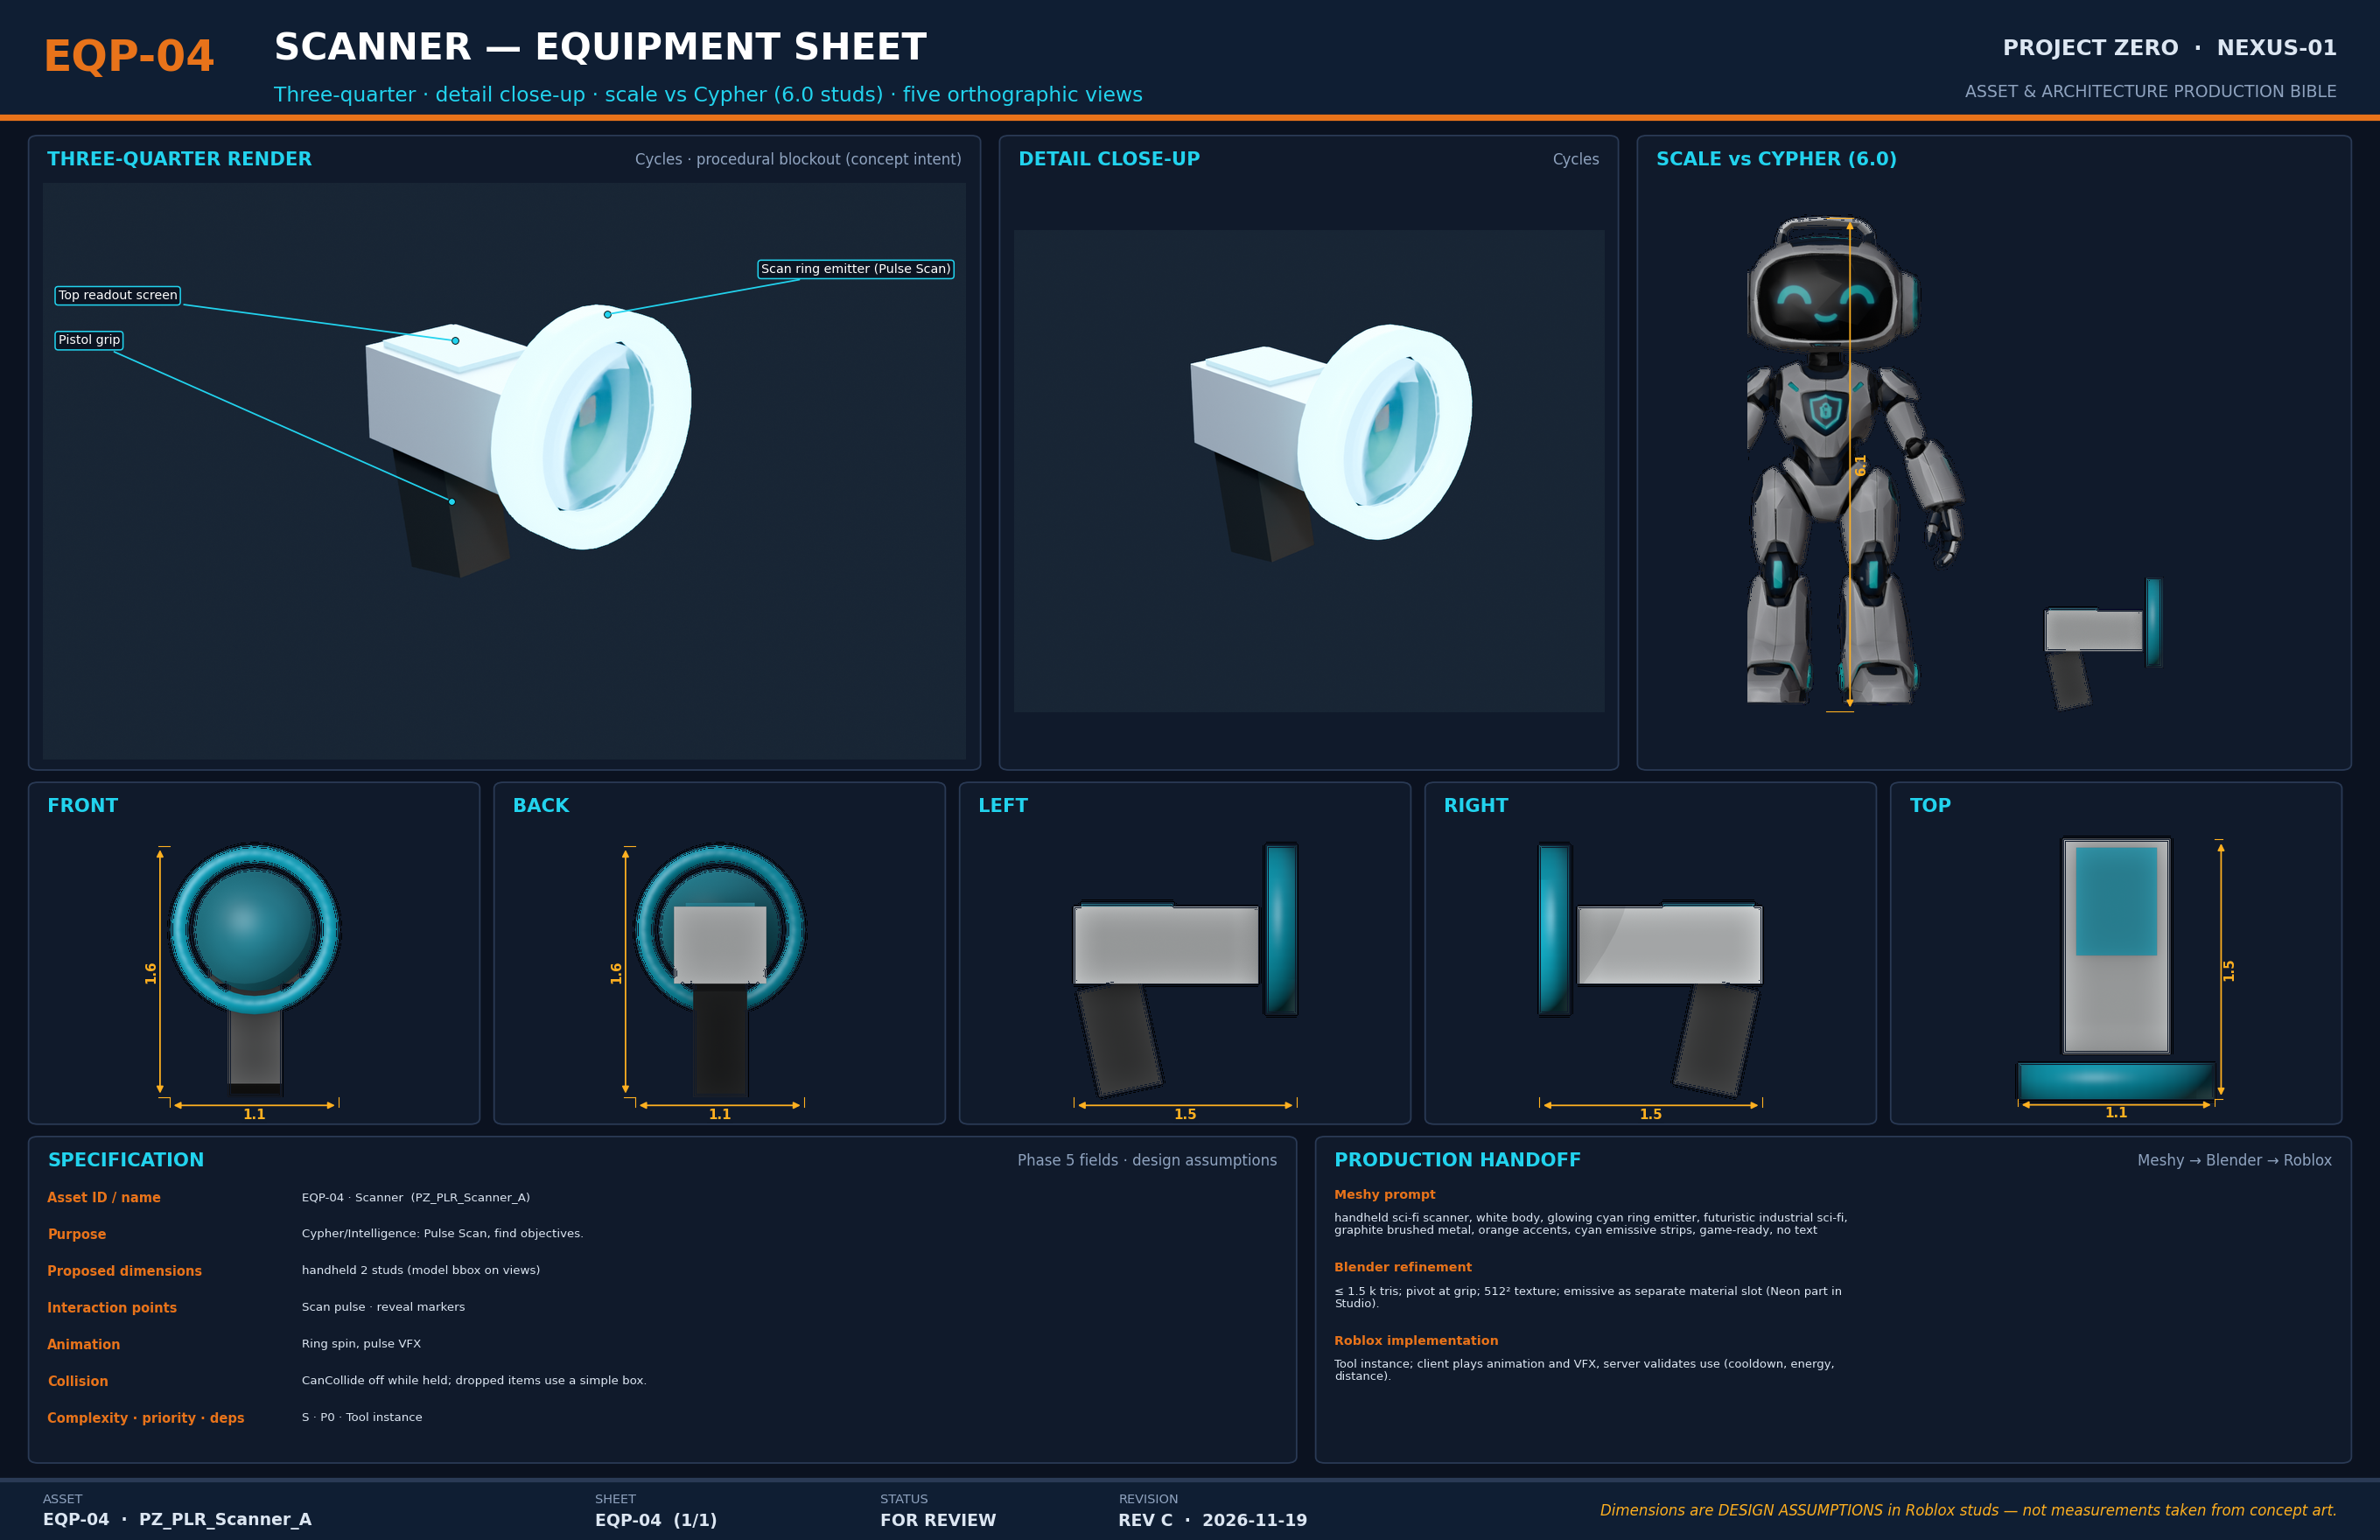 EQP-04
SCANNER — EQUIPMENT SHEET
Three-quarter · detail close-up · scale vs Cypher (6.0 studs) · five orthographic views
PROJECT ZERO · NEXUS-01
ASSET & ARCHITECTURE PRODUCTION BIBLE
THREE-QUARTER RENDER
Cycles · procedural blockout (concept intent)
Top readout screen
Pistol grip
Scan ring emitter (Pulse Scan)
DETAIL CLOSE-UP
Cycles
SCALE vs CYPHER (6.0)
6.1
FRONT
1.6
1.1
BACK
1.6
1.1
LEFT
1.5
RIGHT
1.5
TOP
1.5
1.1
SPECIFICATION
Phase 5 fields · design assumptions
Asset ID / name
EQP-04 · Scanner (PZ_PLR_Scanner_A)
Purpose
Cypher/Intelligence: Pulse Scan, find objectives.
Proposed dimensions
handheld 2 studs (model bbox on views)
Interaction points
Scan pulse · reveal markers
Animation
Ring spin, pulse VFX
Collision
CanCollide off while held; dropped items use a simple box.
Complexity · priority · deps
S · P0 · Tool instance
PRODUCTION HANDOFF
Meshy → Blender → Roblox
Meshy prompt
handheld sci-fi scanner, white body, glowing cyan ring emitter, futuristic industrial sci-fi,
graphite brushed metal, orange accents, cyan emissive strips, game-ready, no text
Blender refinement
≤ 1.5 k tris; pivot at grip; 512² texture; emissive as separate material slot (Neon part in
Studio).
Roblox implementation
Tool instance; client plays animation and VFX, server validates use (cooldown, energy,
distance).
ASSET
EQP-04 · PZ_PLR_Scanner_A
SHEET
EQP-04 (1/1)
STATUS
FOR REVIEW
REVISION
REV C · 2026-11-19
Dimensions are DESIGN ASSUMPTIONS in Roblox studs — not measurements taken from concept art.